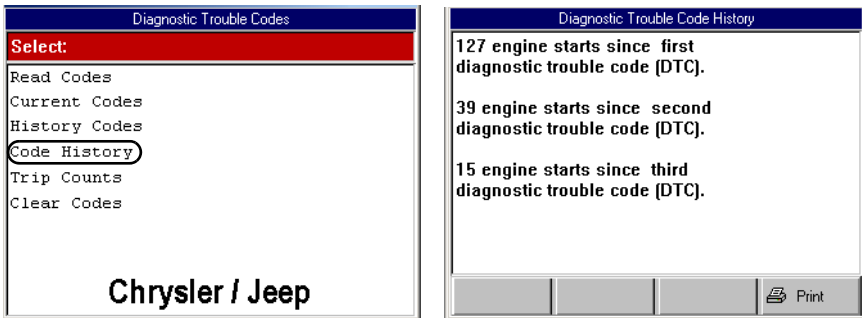 Diagnostic Trouble Codes
Select:
Read Codes
Current Codes
History Codes
Code History
Trip Counts
Clear Codes
Chrysler / Jeep
Diagnostic Trouble Code History
127 engine starts since first
diagnostic trouble code (DTC).
39 engine starts since second
diagnostic trouble code (DTC).
15 engine starts since third
diagnostic trouble code (DTC).
Print